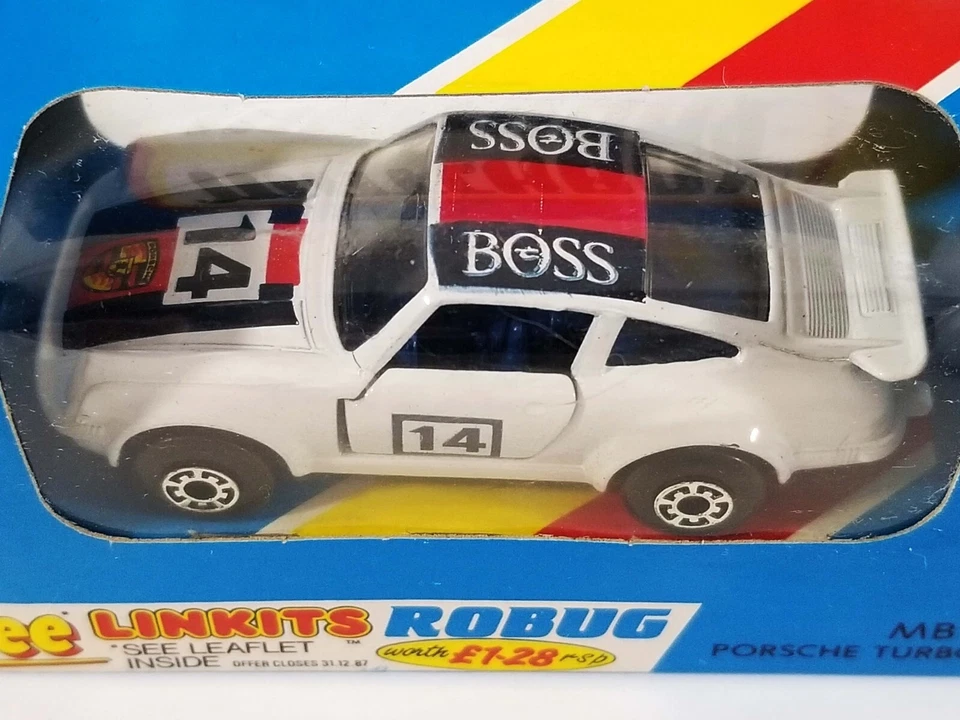 BOSS
BOSS
14
14
ee LINKITS ™ ROBUG
*SEE LEAFLET
INSIDE OFFER CLOSES 31.12.87
worth £1·28 rsp
MB
PORSCHE TURBO